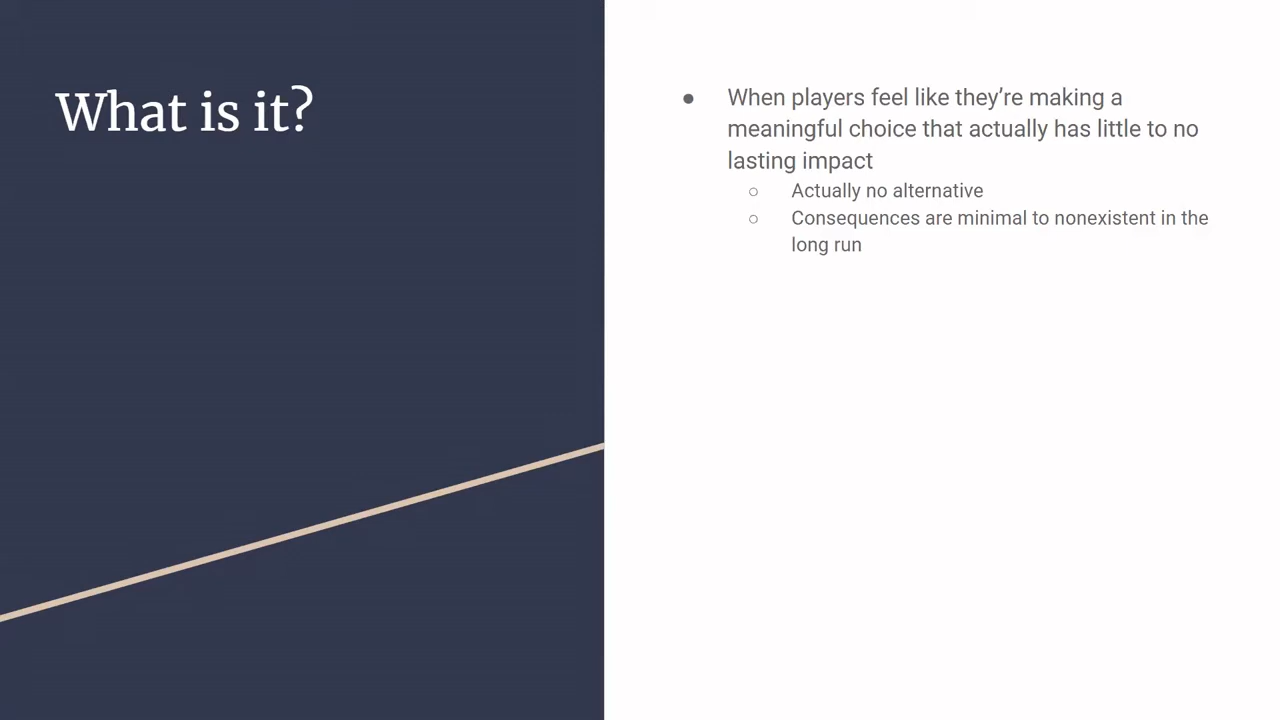 What is it?
● When players feel like they’re making a
meaningful choice that actually has little to no
lasting impact
○ Actually no alternative
○ Consequences are minimal to nonexistent in the
long run